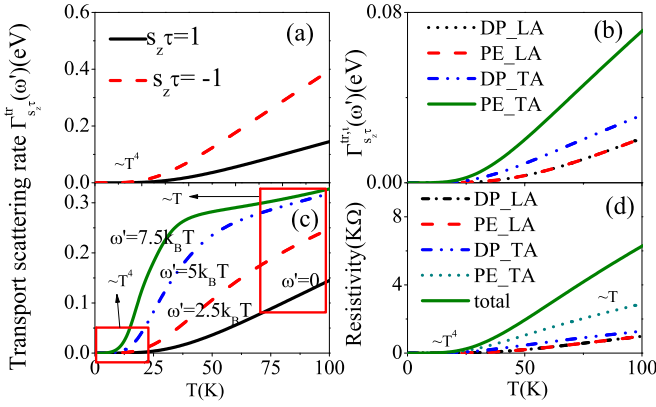 Transport scattering rate Γ^tr_{s_zτ}(ω')(eV)
0.6
0.4
0.2
0.0
s_zτ=1
s_zτ= -1
(a)
~T^4
Γ^{tr,ι}_{s_zτ}(ω')(eV)
0.08
0.00
(b)
DP_LA
PE_LA
DP_TA
PE_TA
0.3
0.2
0.1
0.0
~T
(c)
ω'=7.5k_BT
~T^4
ω'=5k_BT
ω'=0
ω'=2.5k_BT
0 25 50 75 100
T(K)
Resistivity(KΩ)
8
4
0
(d)
DP_LA
PE_LA
DP_TA
PE_TA
total
~T
~T^4
0 50 100
T(K)